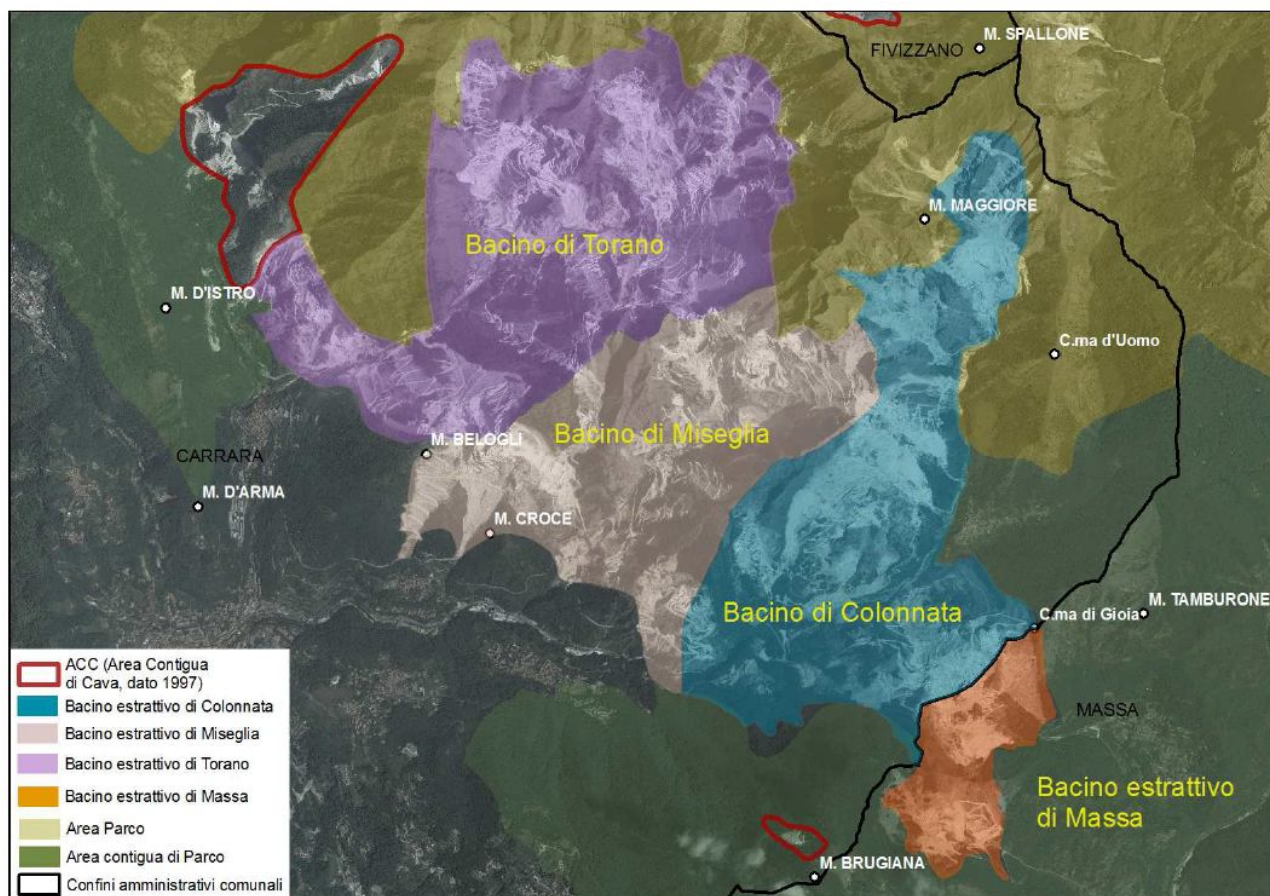 M. SPALLONE
FIVIZZANO
M. MAGGIORE
Bacino di Torano
M. D'ISTRO
C.ma d'Uomo
Bacino di Miseglia
M. BELOGLI
CARRARA
M. D'ARMA
M. CROCE
Bacino di Colonnata
C.ma di Gioia
M. TAMBURONE
MASSA
Bacino estrattivo
di Massa
M. BRUGIANA
ACC (Area Contigua
di Cava, dato 1997)
Bacino estrattivo di Colonnata
Bacino estrattivo di Miseglia
Bacino estrattivo di Torano
Bacino estrattivo di Massa
Area Parco
Area contigua di Parco
Confini amministrativi comunali